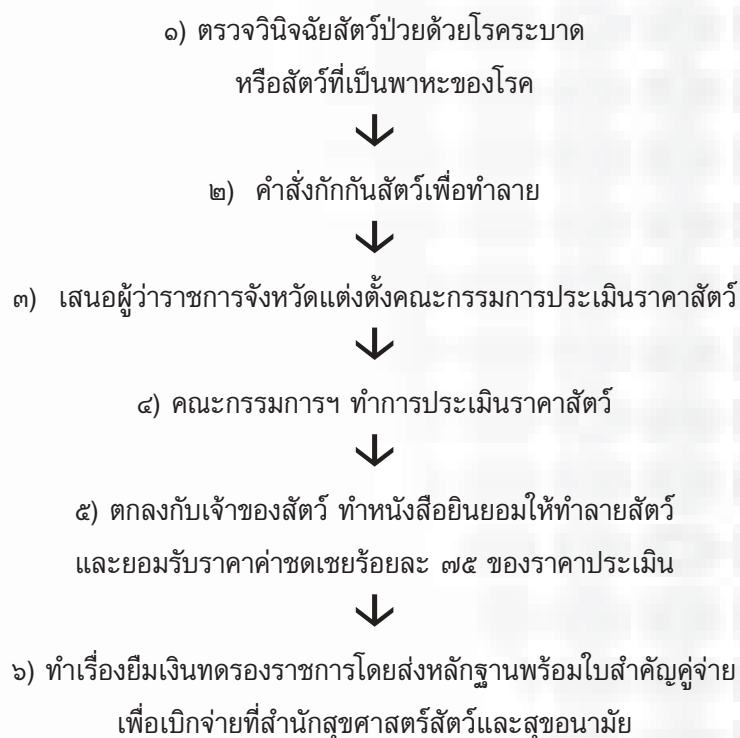 ๑) ตรวจวินิจฉัยสัตว์ป่วยด้วยโรคระบาด
หรือสัตว์ที่เป็นพาหะของโรค
๒) คำสั่งกักกันสัตว์เพื่อทำลาย
๓) เสนอผู้ว่าราชการจังหวัดแต่งตั้งคณะกรรมการประเมินราคาสัตว์
๔) คณะกรรมการฯ ทำการประเมินราคาสัตว์
๕) ตกลงกับเจ้าของสัตว์ ทำหนังสือยินยอมให้ทำลายสัตว์
และยอมรับราคาค่าชดเชยร้อยละ ๗๕ ของราคาประเมิน
๖) ทำเรื่องยืมเงินทดรองราชการโดยส่งหลักฐานพร้อมใบสำคัญคู่จ่าย
เพื่อเบิกจ่ายที่สำนักสุขศาสตร์สัตว์และสุขอนามัย